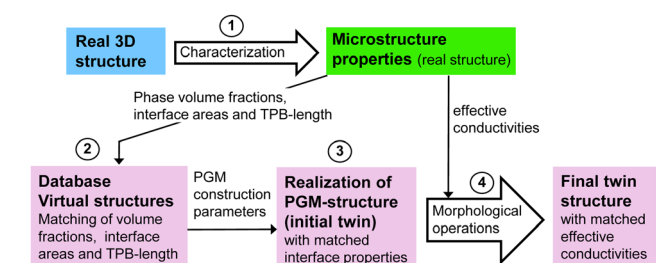 1
Real 3D
structure
Characterization
Microstructure
properties (real structure)
Phase volume fractions,
interface areas and TPB-length
effective
conductivities
2
Database
Virtual structures
Matching of volume
fractions, interface
areas and TPB-length
PGM
construction
parameters
3
Realization of
PGM-structure
(initial twin)
with matched
interface properties
4
Morphological
operations
Final twin
structure
with matched
effective
conductivities